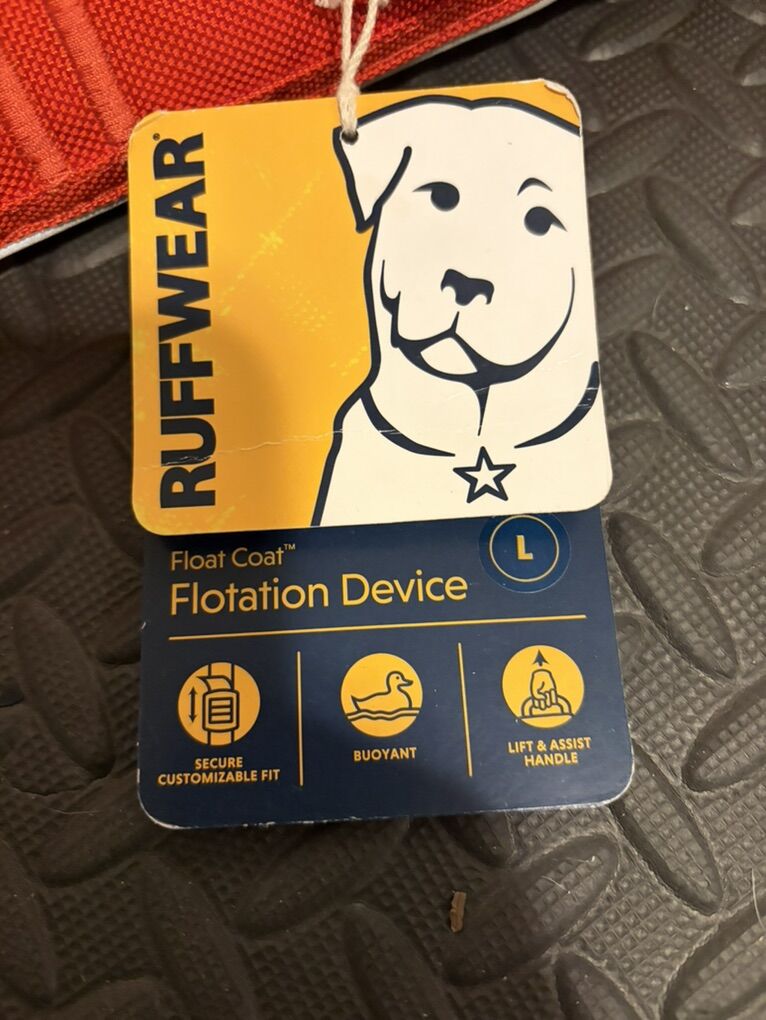 RUFFWEAR®
Float Coat™
Flotation Device
L
SECURE
CUSTOMIZABLE FIT
BUOYANT
LIFT & ASSIST
HANDLE